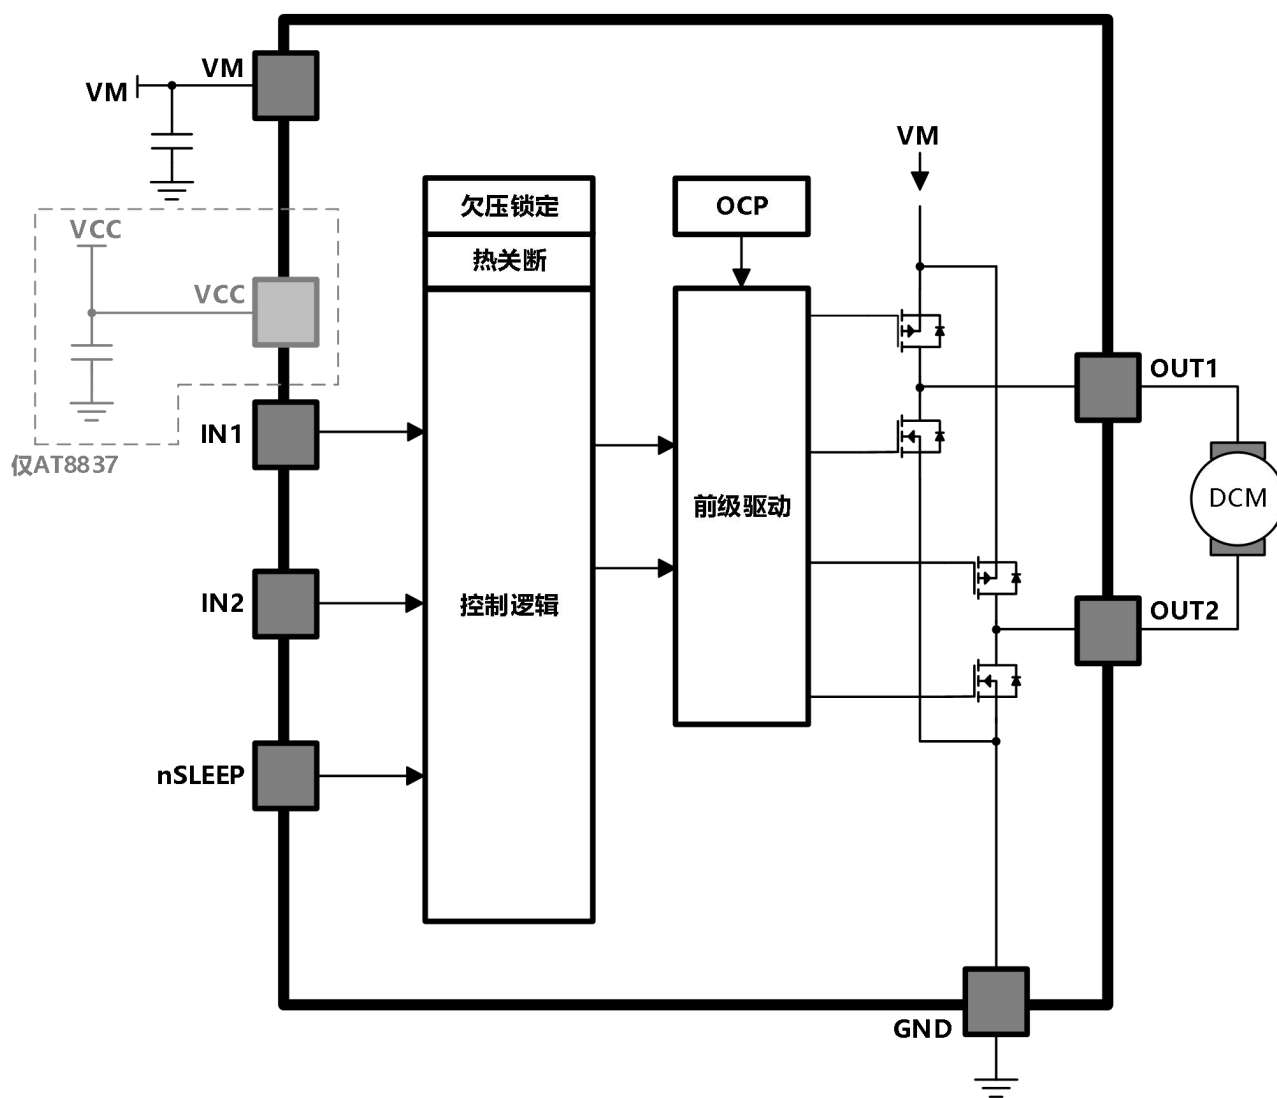 VM
VM
VM
欠压锁定
OCP
VCC
热关断
VCC
OUT1
IN1
仅AT8837
DCM
前级驱动
IN2
控制逻辑
OUT2
nSLEEP
GND